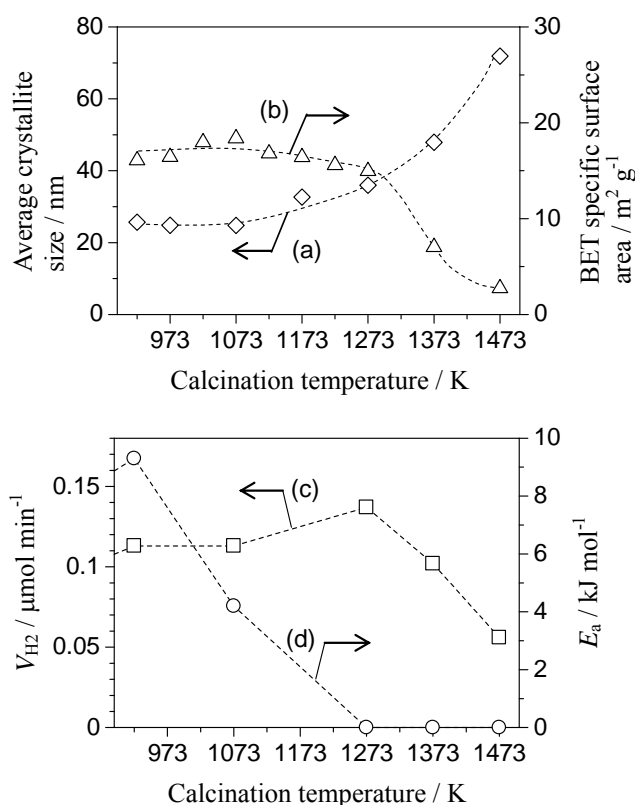 80
60
40
20
0
Average crystallite
size / nm
30
20
10
0
BET specific surface
area / m² g⁻¹
(b)
(a)
973 1073 1173 1273 1373 1473
Calcination temperature / K
0.15
0.1
0.05
0
V_H2 / μmol min⁻¹
10
8
6
4
2
0
E_a / kJ mol⁻¹
(c)
(d)
973 1073 1173 1273 1373 1473
Calcination temperature / K